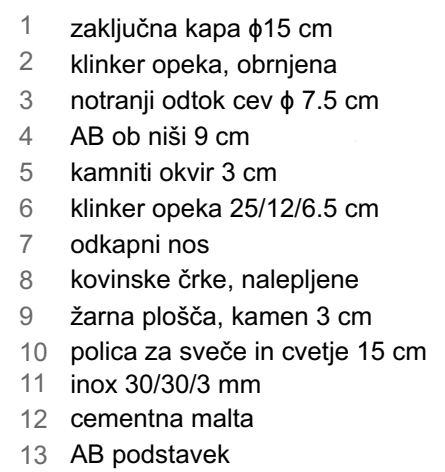 1 zaključna kapa ϕ15 cm
2 klinker opeka, obrnjena
3 notranji odtok cev ϕ 7.5 cm
4 AB ob niši 9 cm
5 kamniti okvir 3 cm
6 klinker opeka 25/12/6.5 cm
7 odkapni nos
8 kovinske črke, nalepljene
9 žarna plošča, kamen 3 cm
10 polica za sveče in cvetje 15 cm
11 inox 30/30/3 mm
12 cementna malta
13 AB podstavek